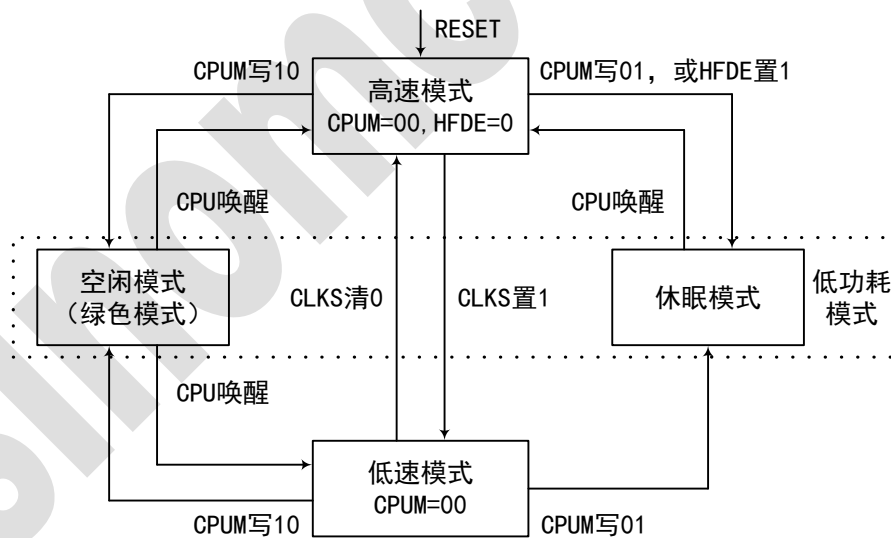 RESET
CPUM写10
CPUM写01，或HFDE置1
高速模式
CPUM=00,HFDE=0
CPU唤醒
CPU唤醒
空闲模式
（绿色模式）
CLKS清0
CLKS置1
休眠模式
低功耗
模式
CPU唤醒
低速模式
CPUM=00
CPUM写10
CPUM写01